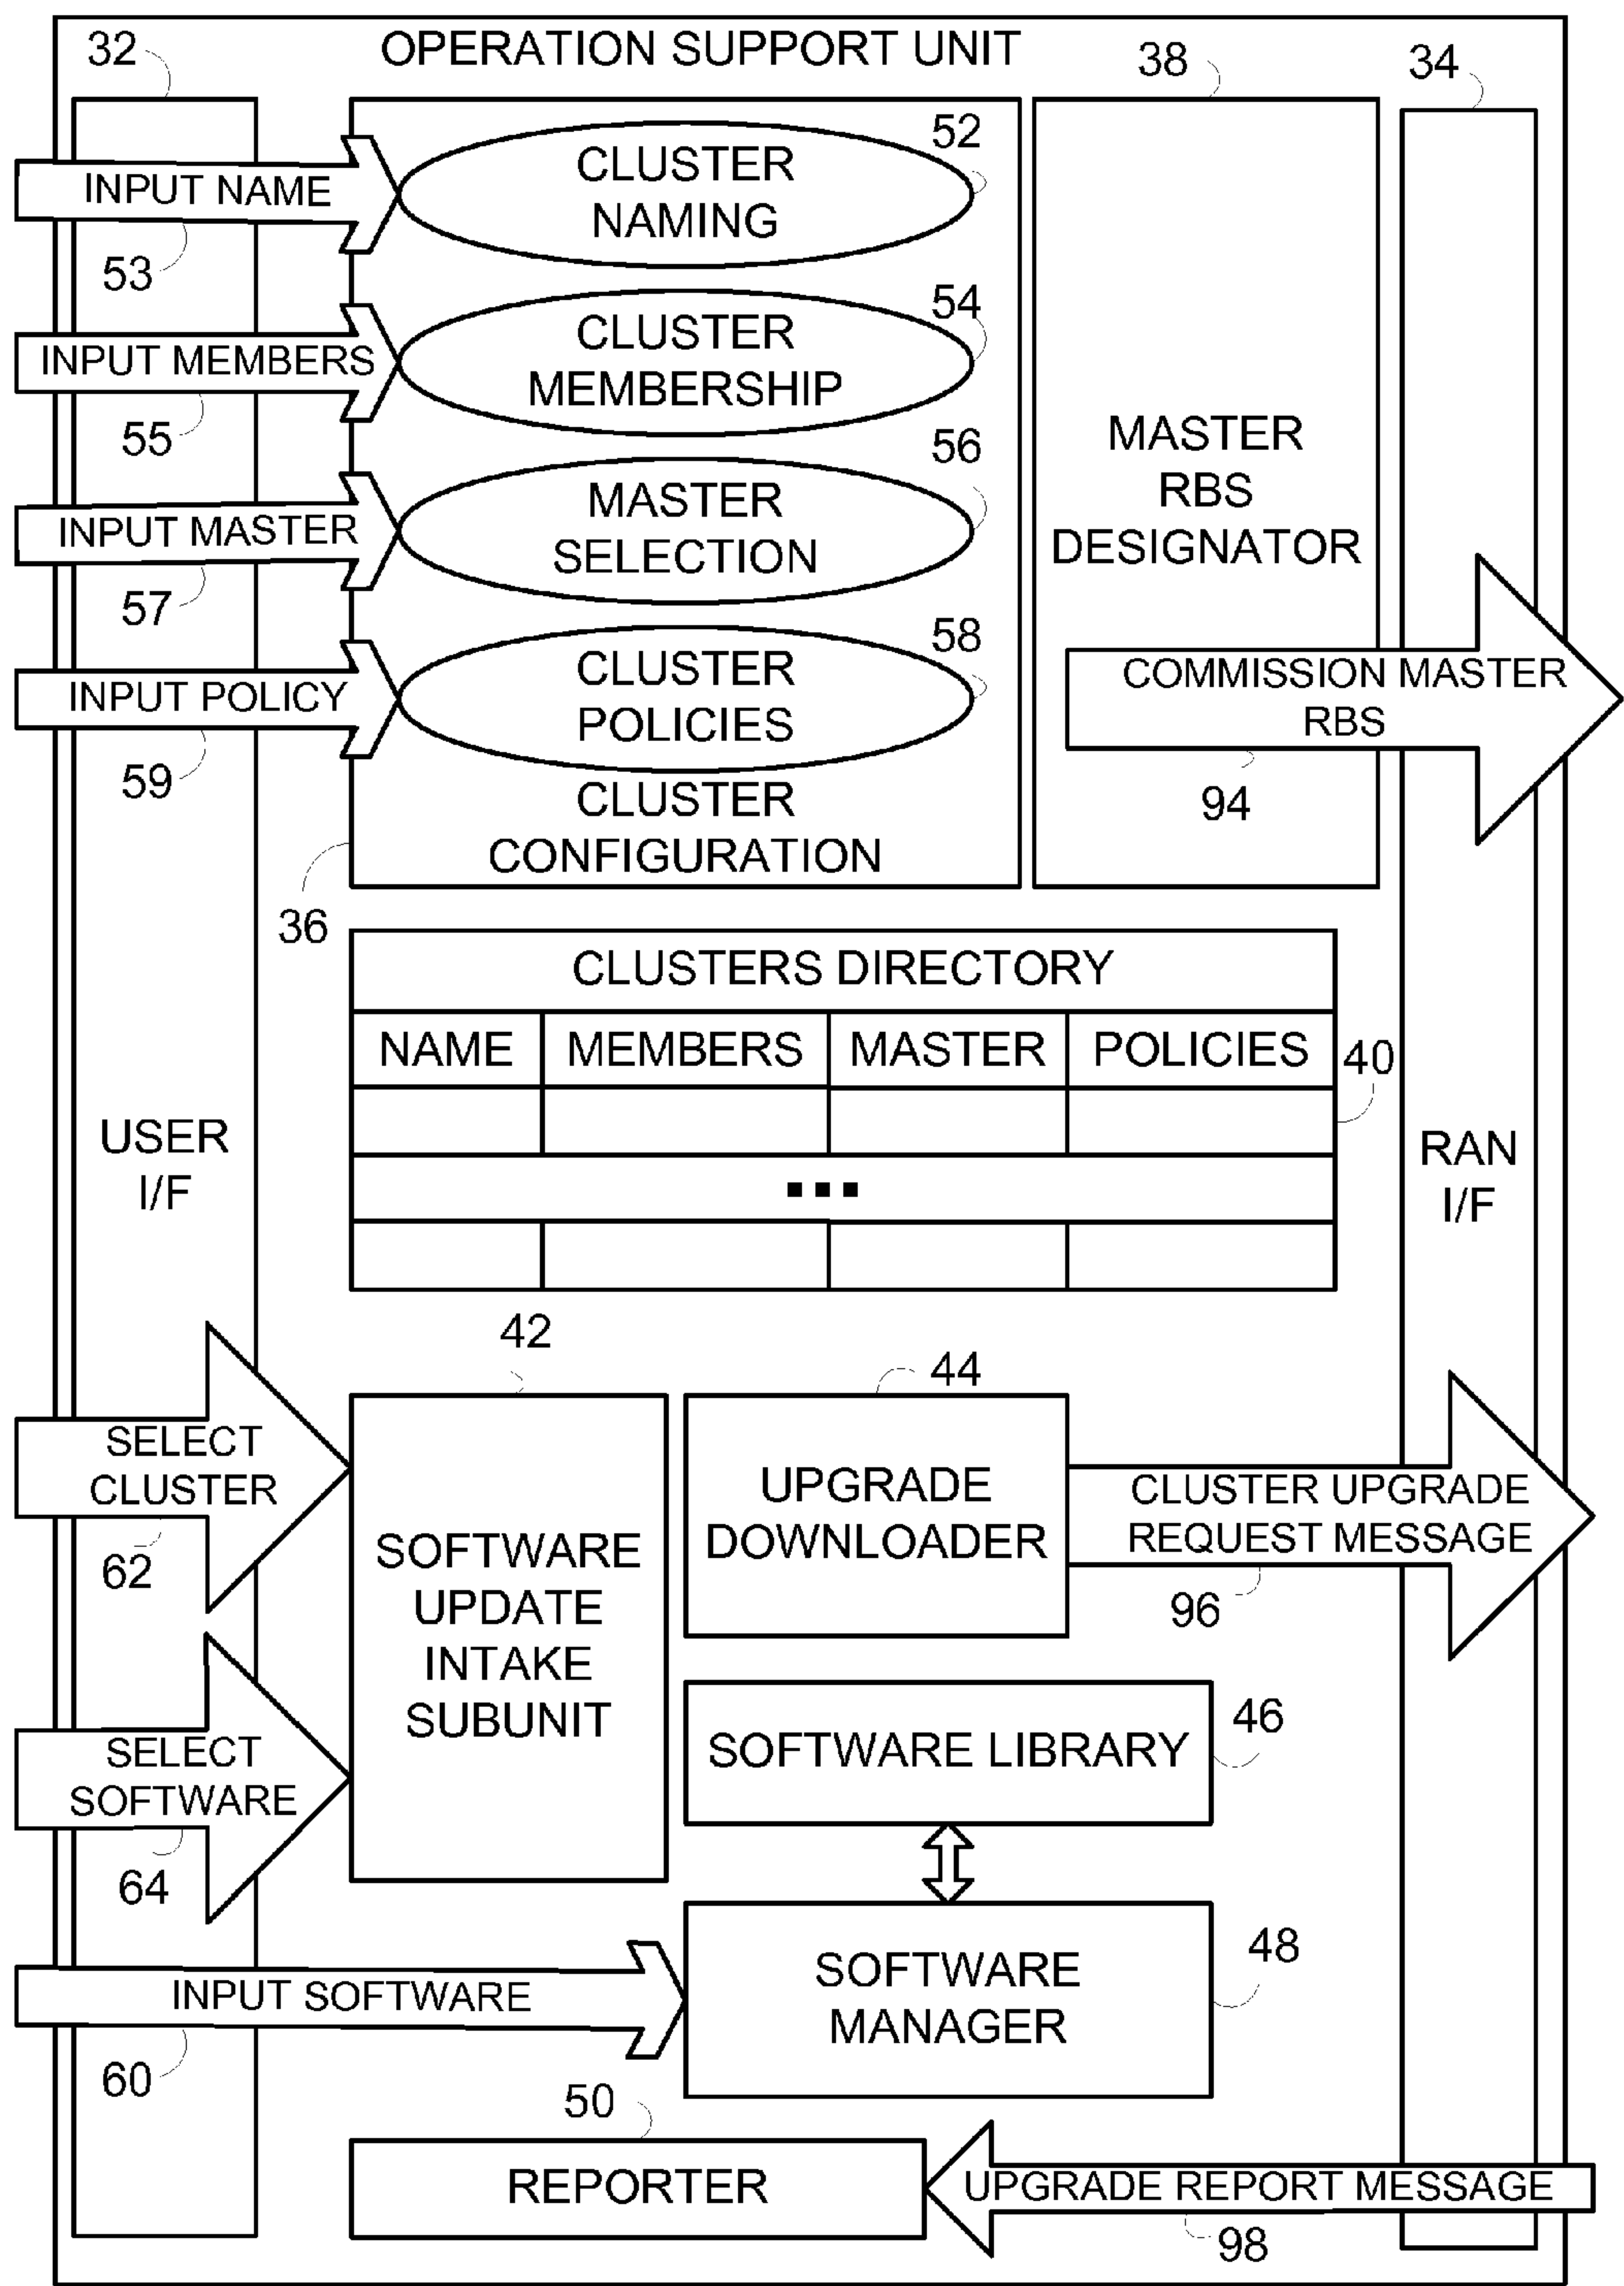 OPERATION SUPPORT UNIT
32
38
34
52
CLUSTER
NAMING
INPUT NAME
53
54
CLUSTER
MEMBERSHIP
INPUT MEMBERS
55
56
MASTER
SELECTION
INPUT MASTER
57
58
CLUSTER
POLICIES
INPUT POLICY
59
CLUSTER
CONFIGURATION
36
MASTER
RBS
DESIGNATOR
COMMISSION MASTER
RBS
94
CLUSTERS DIRECTORY
NAME MEMBERS MASTER POLICIES
40
USER
I/F
RAN
I/F
42
44
SELECT
CLUSTER
62
SOFTWARE
UPDATE
INTAKE
SUBUNIT
UPGRADE
DOWNLOADER
CLUSTER UPGRADE
REQUEST MESSAGE
96
SELECT
SOFTWARE
64
SOFTWARE LIBRARY
46
INPUT SOFTWARE
60
SOFTWARE
MANAGER
48
50
REPORTER
UPGRADE REPORT MESSAGE
98